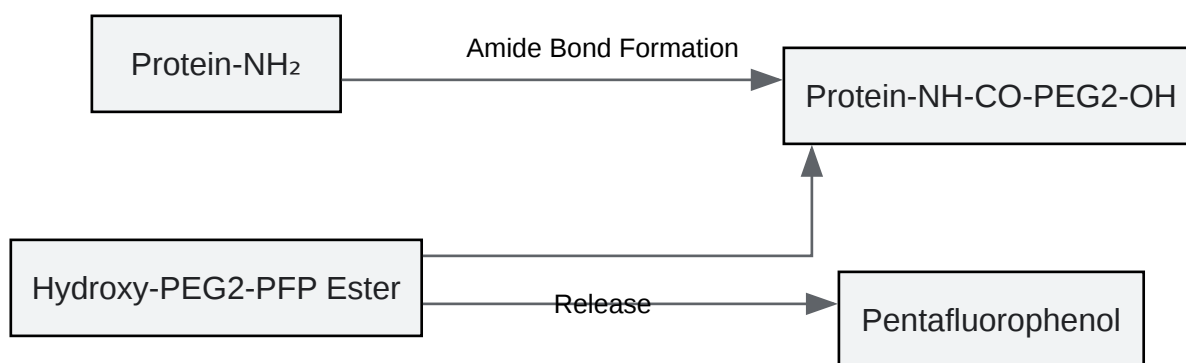 Protein-NH₂
Amide Bond Formation
Protein-NH-CO-PEG2-OH
Hydroxy-PEG2-PFP Ester
Release
Pentafluorophenol